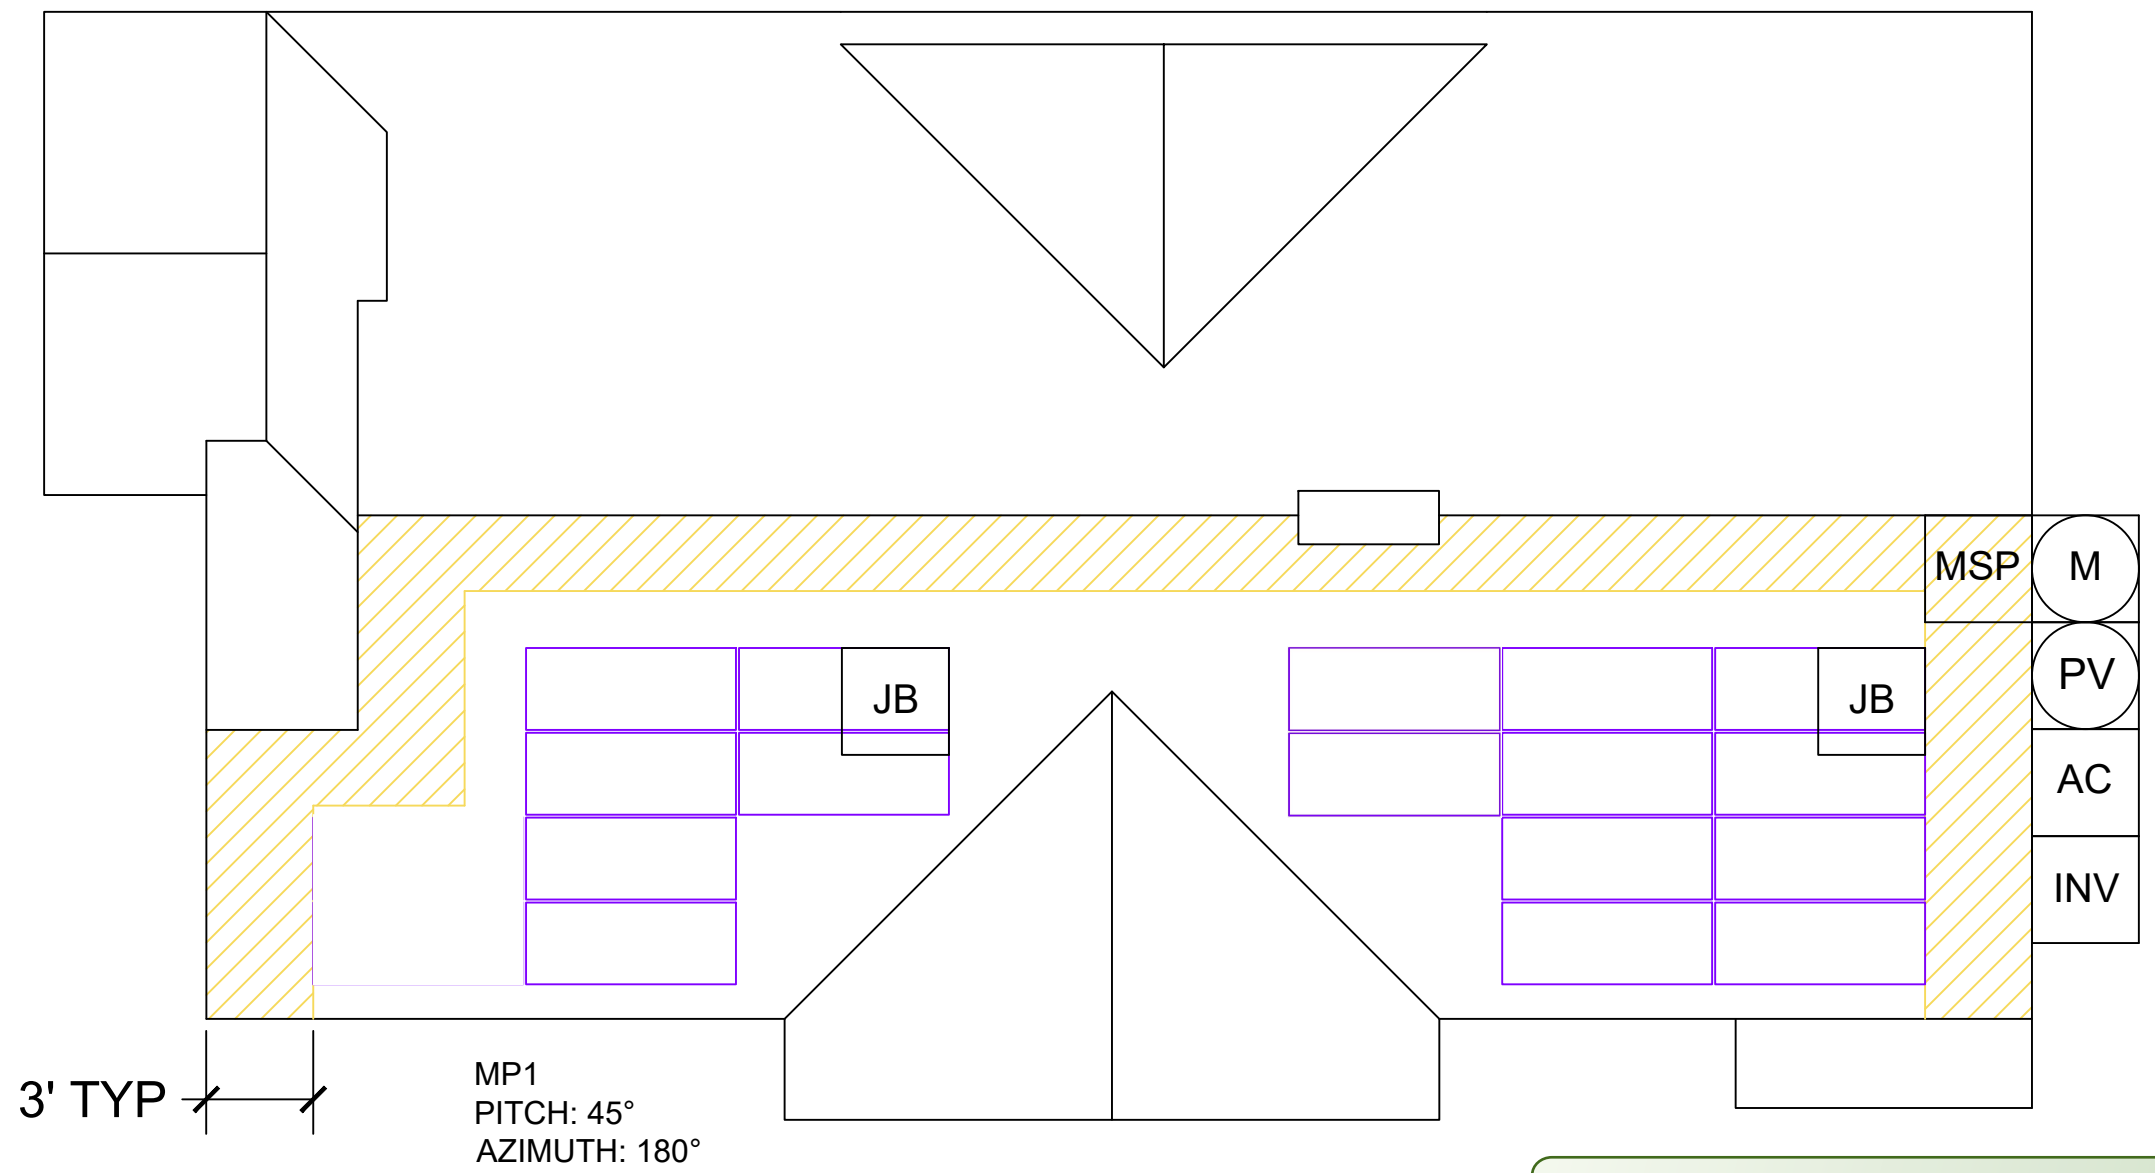 MSP
M
JB
JB
PV
AC
INV
3' TYP
MP1
PITCH: 45°
AZIMUTH: 180°